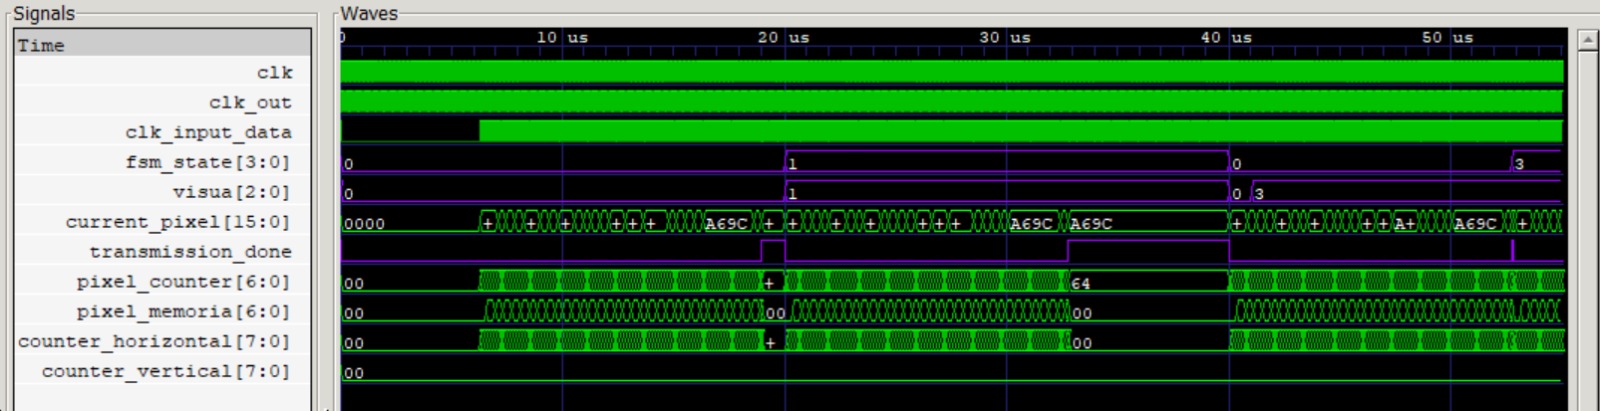 Signals
Waves
Time
0 10 us 20 us 30 us 40 us 50 us
clk
clk_out
clk_input_data
fsm_state[3:0] 0 1 0 3
visua[2:0] 0 1 0 3
current_pixel[15:0] 0000 + + + + + + A69C + + + + + + + A69C A69C + + + + + A+ A69C +
transmission_done
pixel_counter[6:0] 00 + 64
pixel_memoria[6:0] 00 00 00
counter_horizontal[7:0] 00 + 00
counter_vertical[7:0] 00